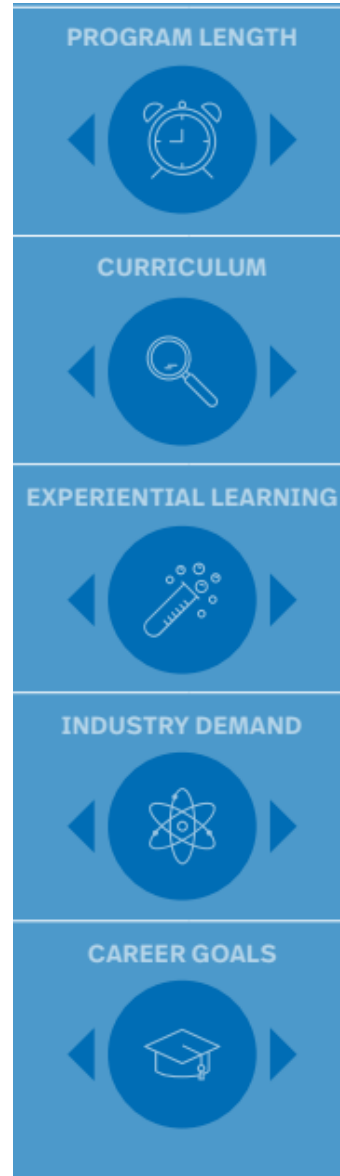 PROGRAM LENGTH
CURRICULUM
EXPERIENTIAL LEARNING
INDUSTRY DEMAND
CAREER GOALS